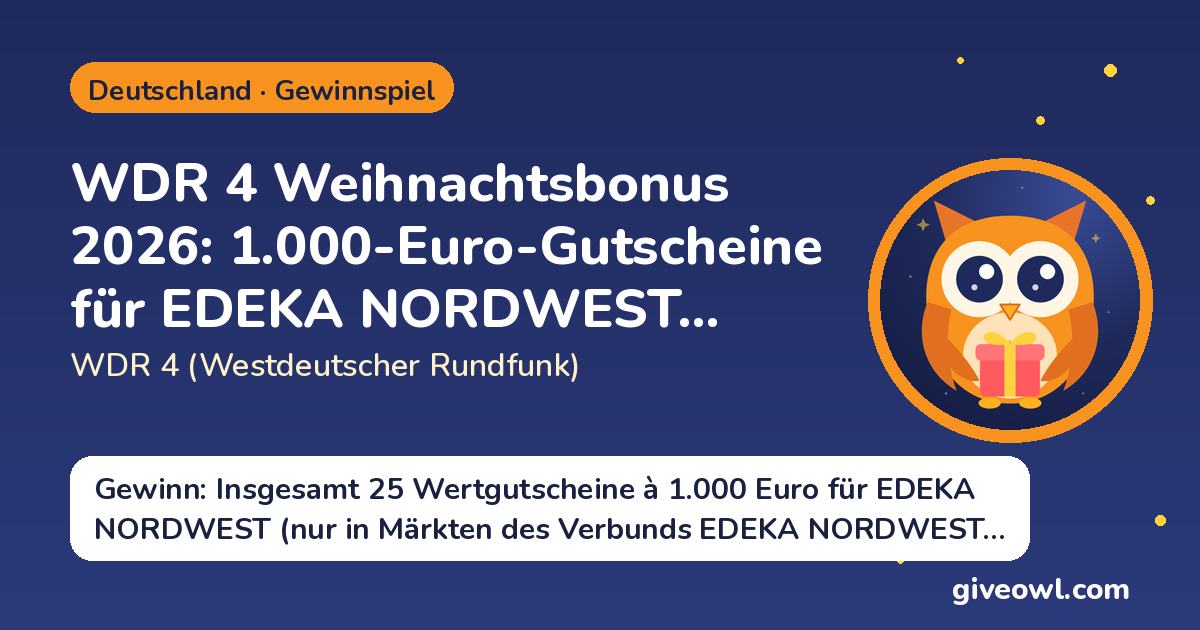 Deutschland · Gewinnspiel
WDR 4 Weihnachtsbonus
2026: 1.000-Euro-Gutscheine
für EDEKA NORDWEST...
WDR 4 (Westdeutscher Rundfunk)
Gewinn: Insgesamt 25 Wertgutscheine à 1.000 Euro für EDEKA
NORDWEST (nur in Märkten des Verbunds EDEKA NORDWEST...
giveowl.com